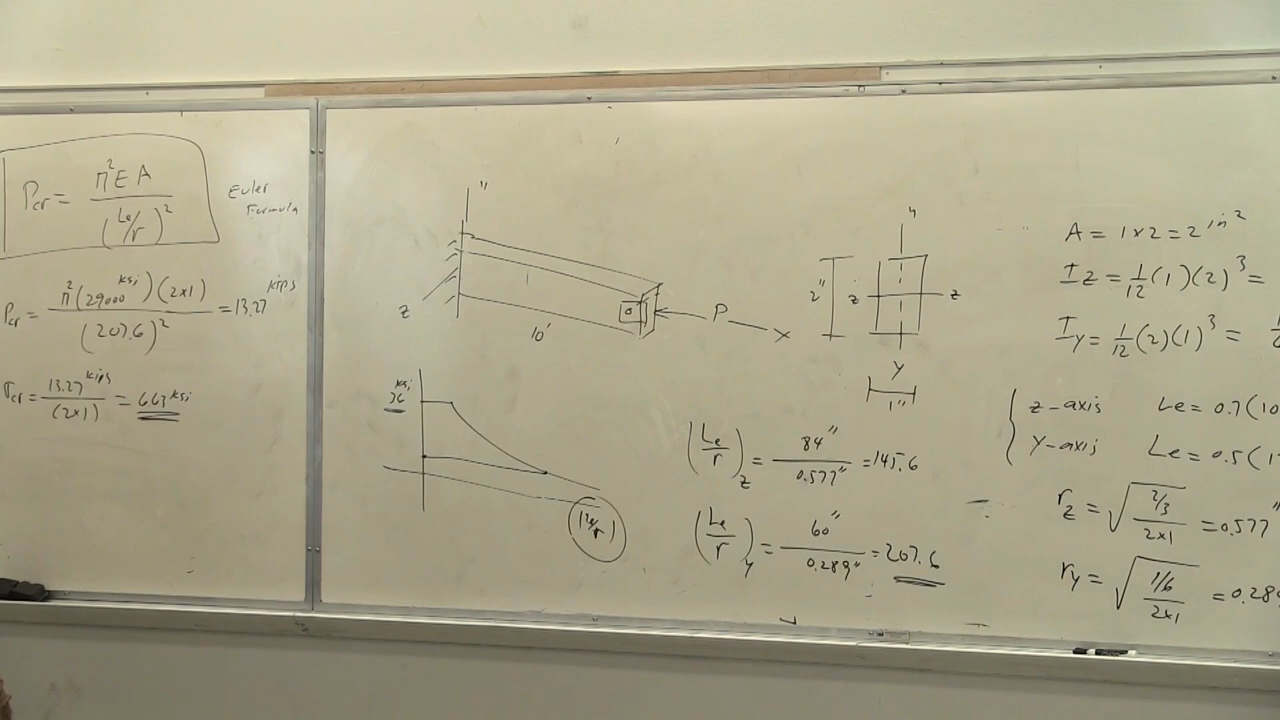 Pcr = π²EA / (Le/r)²
Euler
Formula
Pcr = π²(29000 ksi)(2x1) / (207.6)² = 13.27 kips
σcr = 13.27 kips / (2x1) = 663 ksi
Z
10'
P
X
36 ksi
(Le/r)
2"
z
z
Y
1"
(Le/r)z = 84" / 0.577" = 145.6
(Le/r)y = 60" / 0.289" = 207.6
A = 1x2 = 2 in²
Iz = 1/12 (1)(2)³ =
Iy = 1/12 (2)(1)³ =
z-axis Le = 0.7(10
Y-axis Le = 0.5(1
rz = √(2/3 / 2x1) = 0.577"
ry = √(1/6 / 2x1) = 0.28